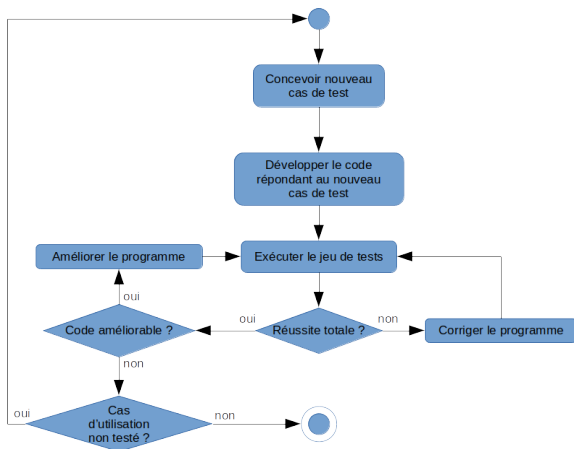 Concevoir nouveau
cas de test
Développer le code
répondant au nouveau
cas de test
Améliorer le programme
Exécuter le jeu de tests
oui
Code améliorable ?
oui
Réussite totale ?
non
Corriger le programme
non
oui
Cas
d'utilisation
non testé ?
non